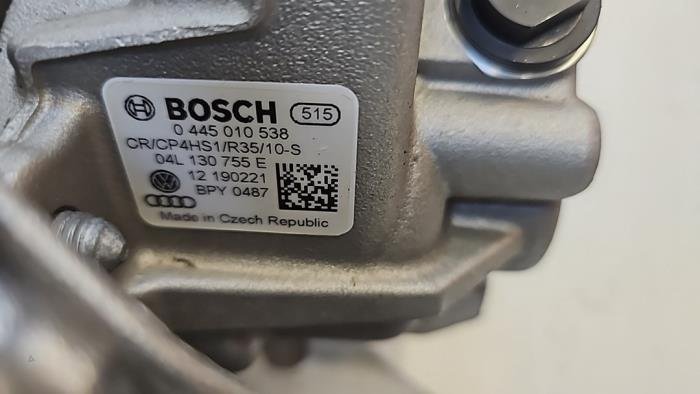 BOSCH 515
0 445 010 538
CR/CP4HS1/R35/10-S
04L 130 755 E
12 190221
BPY 0487
Made in Czech Republic